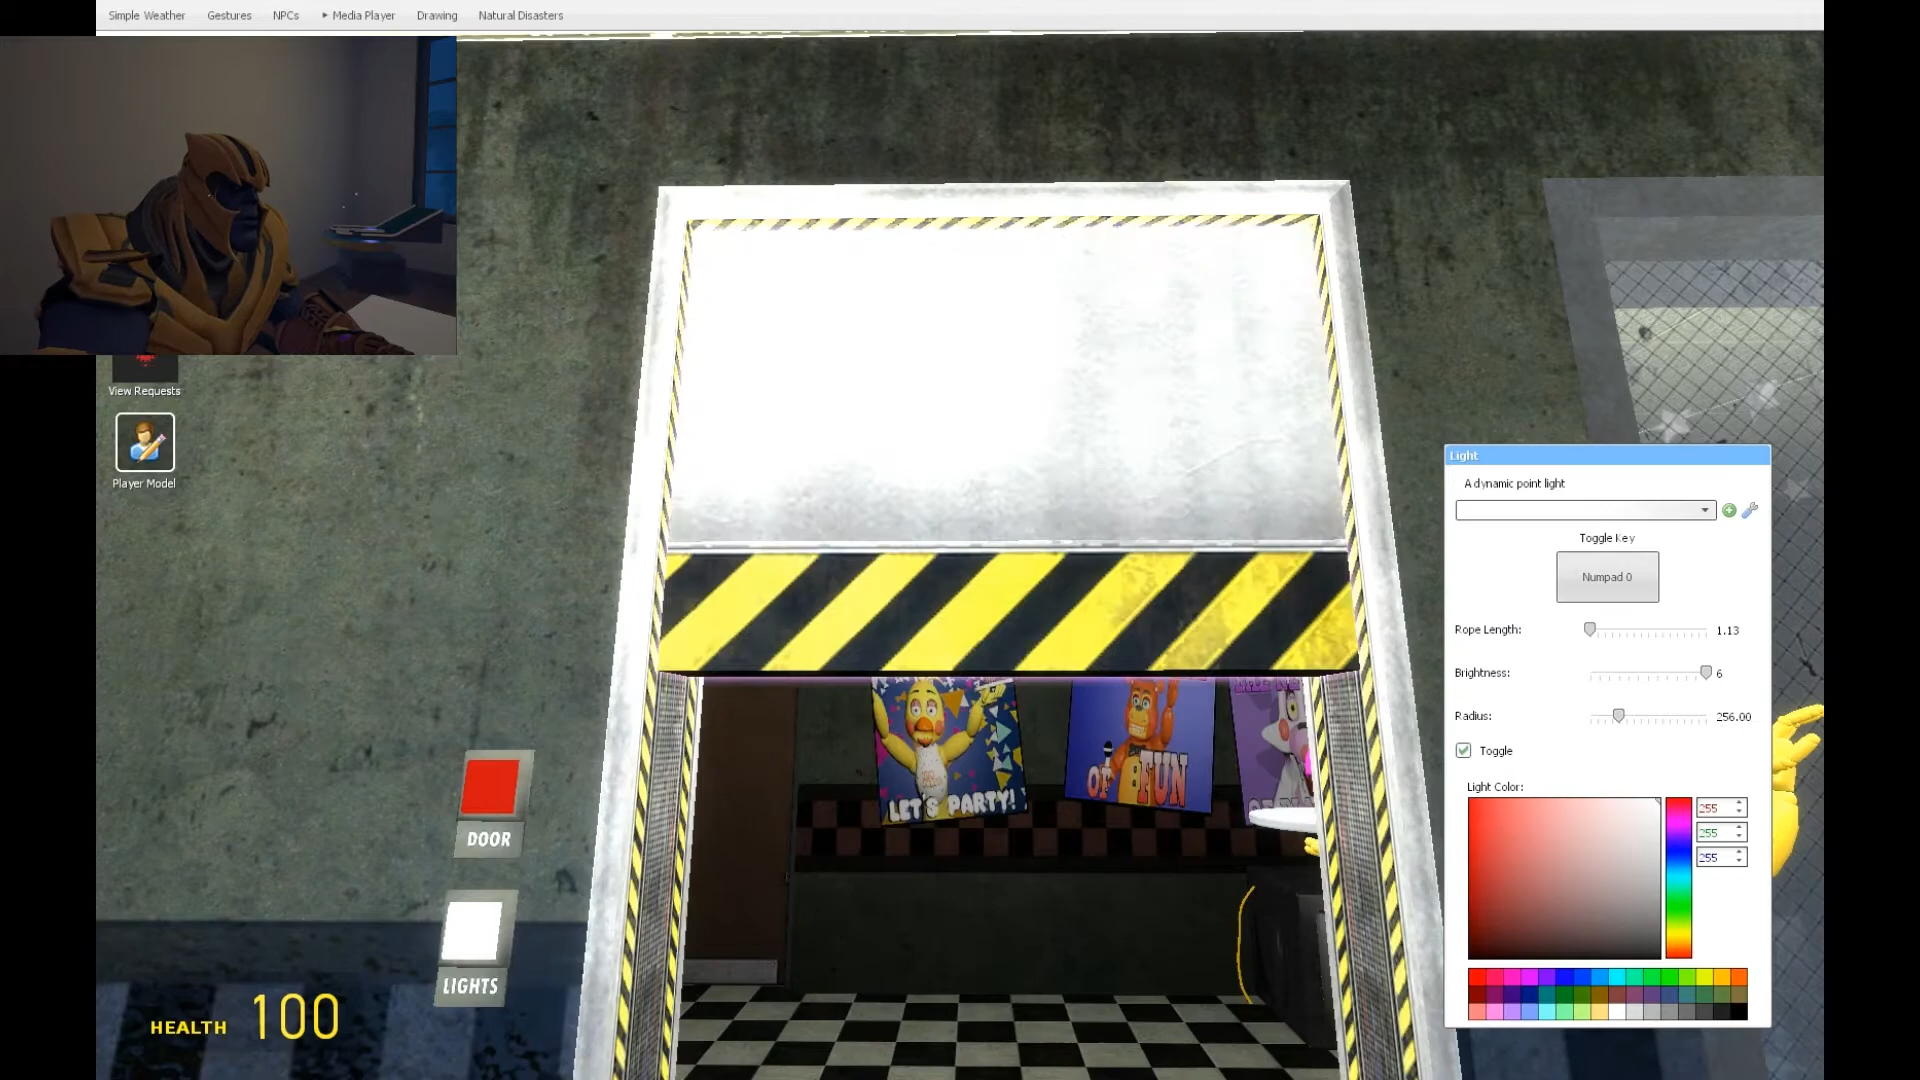 Simple Weather Gestures NPCs Media Player Drawing Natural Disasters
View Requests
Player Model
Light
A dynamic point light
Toggle Key
Numpad 0
Rope Length: 1.13
Brightness: 6
Radius: 256.00
Toggle
Light Color:
255
255
255
LET'S PARTY!
OF FUN
DOOR
LIGHTS
HEALTH 100